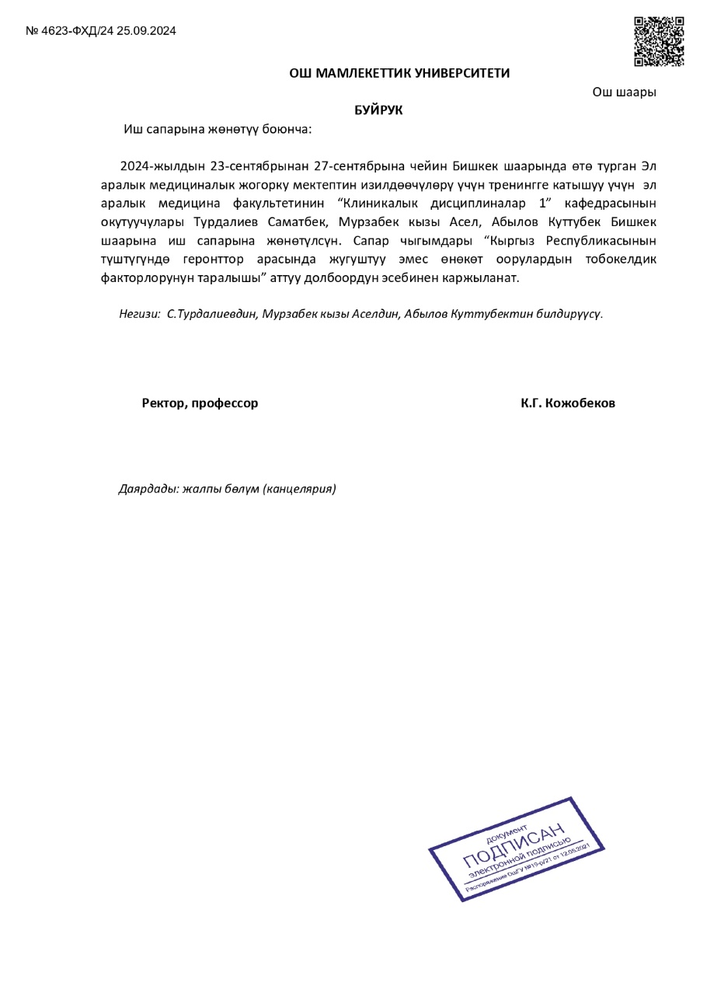 № 4623-ФХД/24 25.09.2024
ОШ МАМЛЕКЕТТИК УНИВЕРСИТЕТИ
Ош шаары
БУЙРУК
Иш сапарына жөнөтүү боюнча:
2024-жылдын 23-сентябрынан 27-сентябрына чейин Бишкек шаарында өтө турган Эл
аралык медициналык жогорку мектептин изилдөөчүлөрү үчүн тренингге катышуу үчүн эл
аралык медицина факультетинин “Клиникалык дисциплиналар 1” кафедрасынын
окутуучулары Турдалиев Саматбек, Мурзабек кызы Асел, Абылов Куттубек Бишкек
шаарына иш сапарына жөнөтүлсүн. Сапар чыгымдары “Кыргыз Республикасынын
түштүгүндө геронттор арасында жугуштуу эмес өнөкөт оорулардын тобокелдик
факторлорунун таралышы” аттуу долбоордун эсебинен каржыланат.
Негизи: С.Турдалиевдин, Мурзабек кызы Аселдин, Абылов Куттубектин билдирүүсү.
Ректор, профессор К.Г. Кожобеков
Даярдады: жалпы бөлүм (канцелярия)
документ
ПОДПИСАН
электронной подписью
Распоряжение ОшГУ №19-р/21 от 12.05.2021